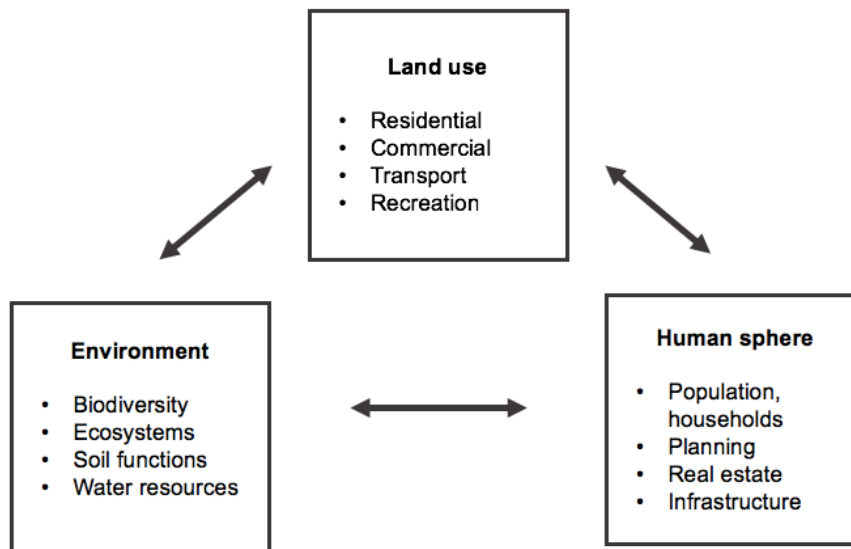 Land use
• Residential
• Commercial
• Transport
• Recreation
Environment
• Biodiversity
• Ecosystems
• Soil functions
• Water resources
Human sphere
• Population,
households
• Planning
• Real estate
• Infrastructure